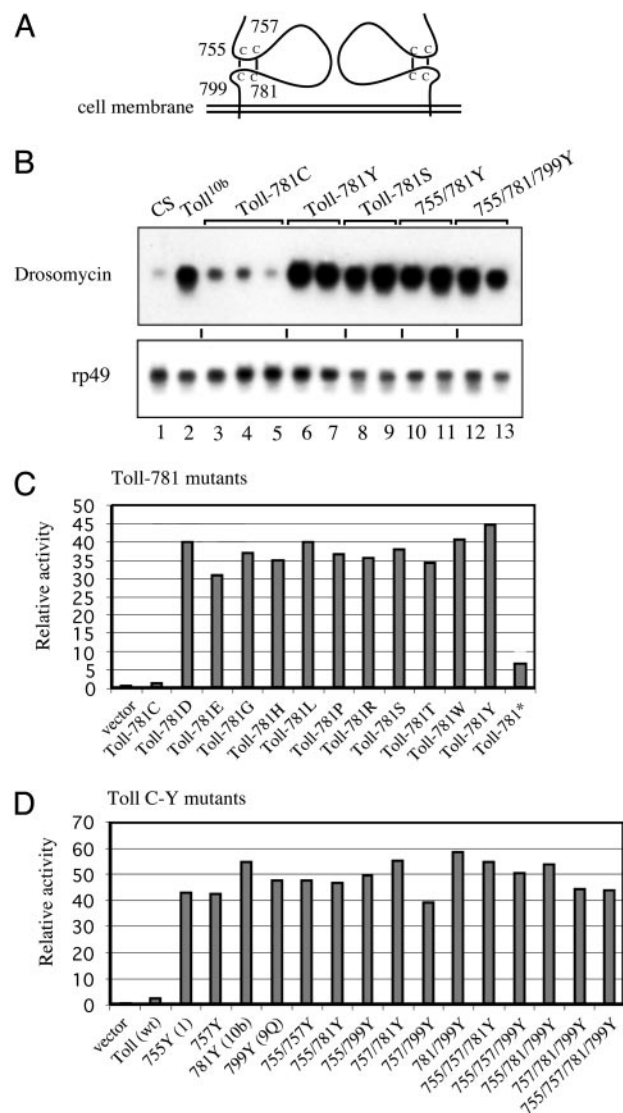 A
757
755
C C
C C
C C
C C
799
781
cell membrane
B
CS Toll10b Toll-781C Toll-781Y Toll-781S 755/781Y 755/781/799Y
Drosomycin
rp49
1 2 3 4 5 6 7 8 9 10 11 12 13
C Toll-781 mutants
Relative activity
50
45
40
35
30
25
20
15
10
5
0
vector Toll-781C Toll-781D Toll-781E Toll-781G Toll-781H Toll-781L Toll-781P Toll-781R Toll-781S Toll-781T Toll-781W Toll-781Y Toll-781*
D Toll C-Y mutants
Relative activity
70
60
50
40
30
20
10
0
vector Toll (wt) 755Y (1) 757Y 781Y (10b) 799Y (9Q) 755/757Y 755/781Y 755/799Y 757/781Y 757/799Y 781/799Y 755/757/781Y 755/757/799Y 755/781/799Y 757/781/799Y 755/757/781/799Y